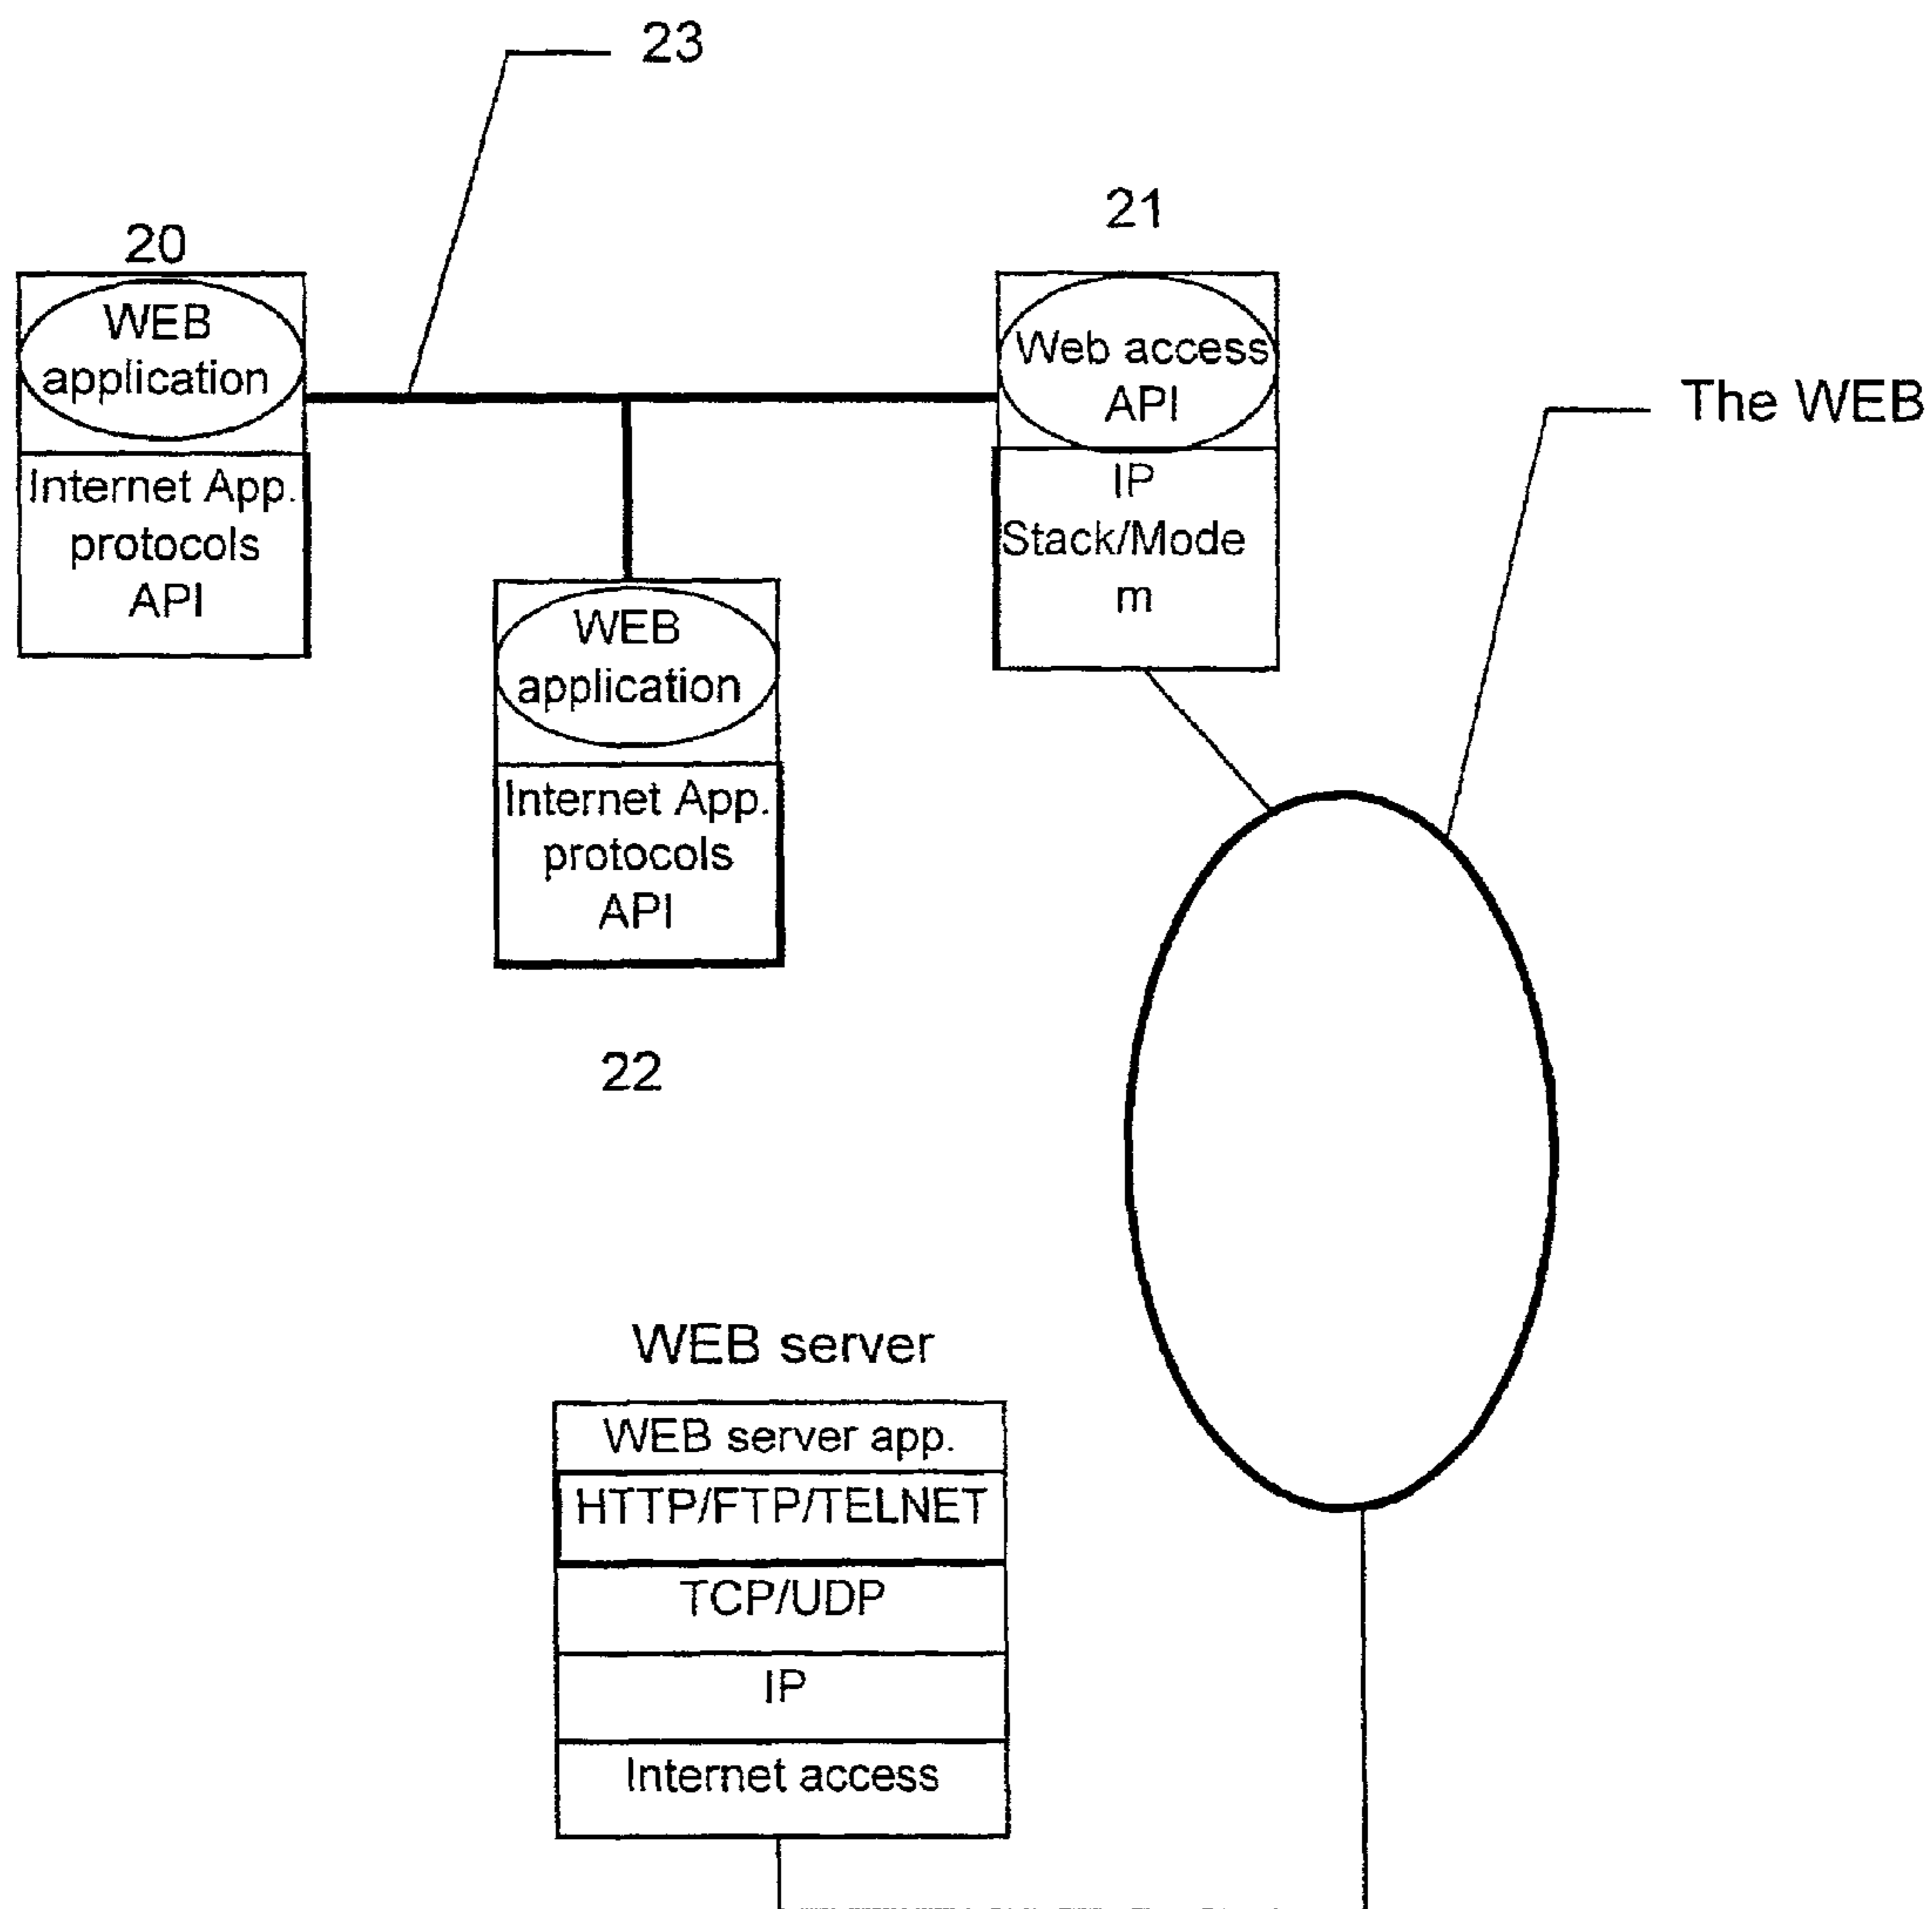 23
20
WEB
application
Internet App.
protocols
API
21
Web access
API
IP
Stack/Mode
m
The WEB
WEB
application
Internet App.
protocols
API
22
WEB server
WEB server app.
HTTP/FTP/TELNET
TCP/UDP
IP
Internet access